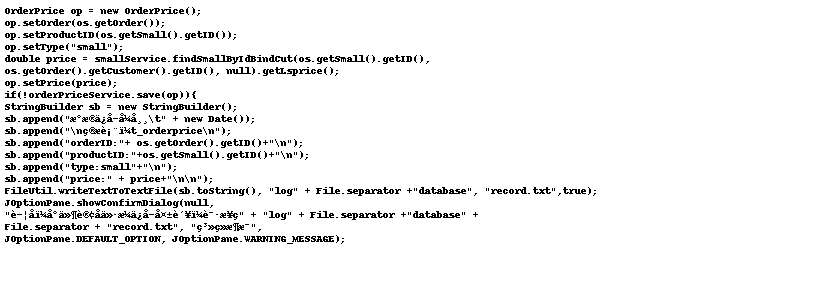 OrderPrice op = new OrderPrice();
op.setOrder(os.getOrder());
op.setProductID(os.getSmall().getID());
op.setType("small");
double price = smallService.findSmallByIdBindCut(os.getSmall().getID(),
os.getOrder().getCustomer().getID(), null).getLsprice();
op.setPrice(price);
if(!orderPriceService.save(op)){
StringBuilder sb = new StringBuilder();
sb.append("æ°æ®ä¿å­å¼å¸¸\t" + new Date());
sb.append("\nç®æ è¡¨ï¼t_orderprice\n");
sb.append("orderID:"+ os.getOrder().getID()+"\n");
sb.append("productID:"+os.getSmall().getID()+"\n");
sb.append("type:small"+"\n");
sb.append("price:" + price+"\n\n");
FileUtil.writeTextToTextFile(sb.toString(), "log" + File.separator +"database", "record.txt",true);
JOptionPane.showConfirmDialog(null,
+ "log" + File.separator +"database" +
File.separator + "record.txt", "ç³»ç»æ¶æ¯",
JOptionPane.DEFAULT_OPTION, JOptionPane.WARNING_MESSAGE);